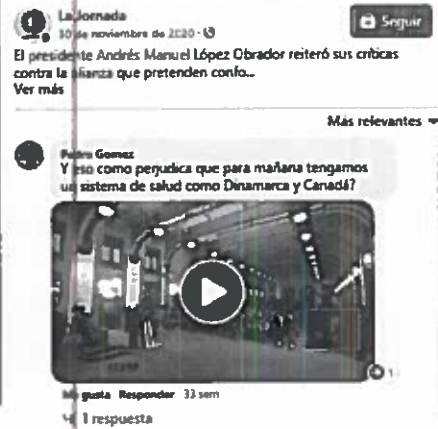 La Jornada
30 de noviembre de 2020 ·
Seguir
El presidente Andrés Manuel López Obrador reiteró sus críticas
contra la alianza que pretenden confo...
Ver más
Más relevantes
Pedro Gomez
Y eso como perjudica que para mañana tengamos
un sistema de salud como Dinamarca y Canadá?
1
Me gusta Responder 33 sem
1 respuesta